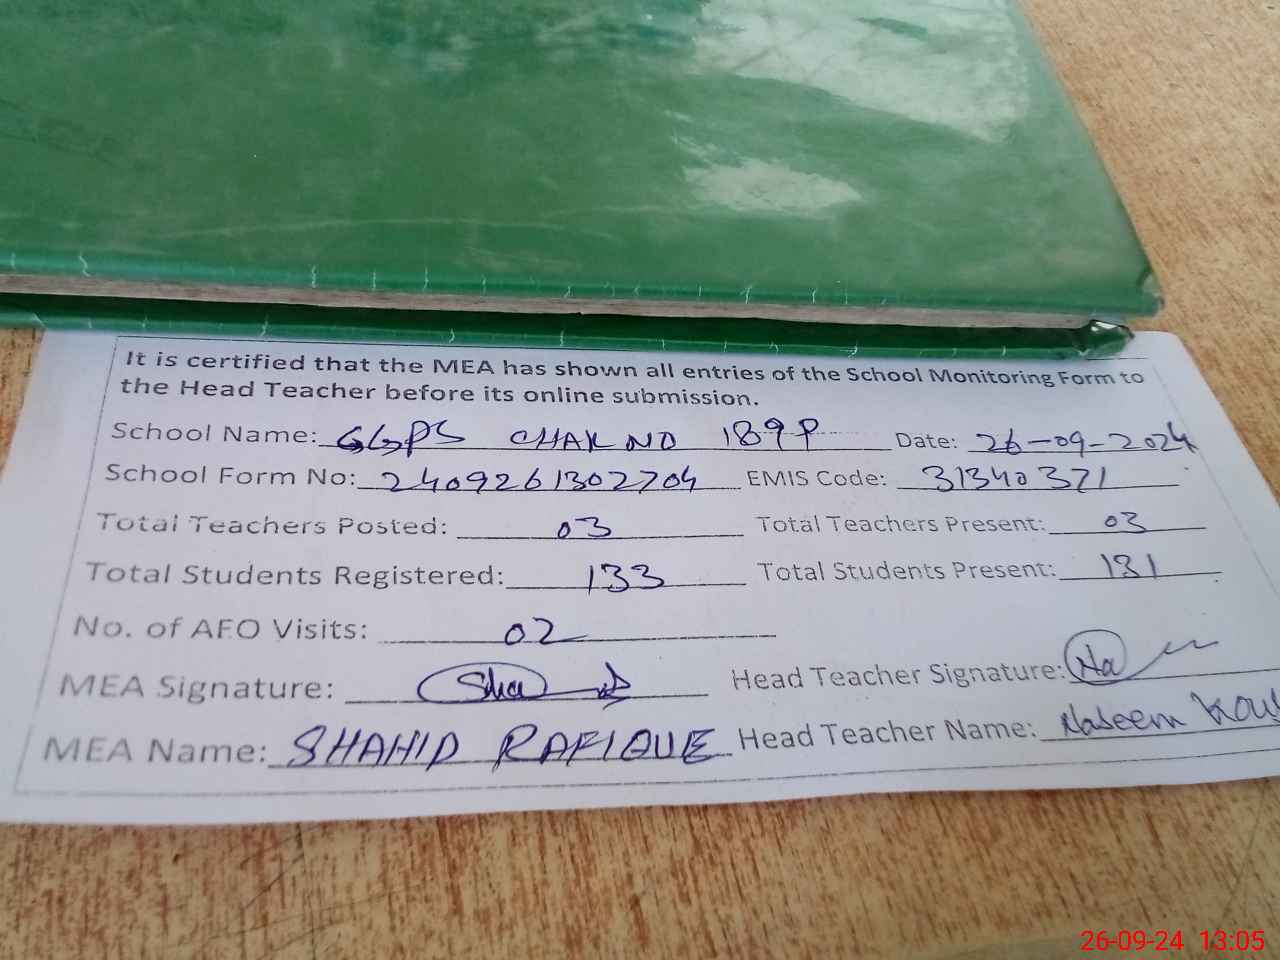 It is certified that the MEA has shown all entries of the School Monitoring Form to
the Head Teacher before its online submission.
School Name: GGPS CHAK NO 189P Date: 26-09-2024
School Form No: 2409261302704 EMIS Code: 31340371
Total Teachers Posted: 03 Total Teachers Present: 03
Total Students Registered: 133 Total Students Present: 131
No. of AEO Visits: 02
MEA Signature: Head Teacher Signature:
MEA Name: SHAHID RAFIQUE Head Teacher Name: Naseem
26-09-24 13:05